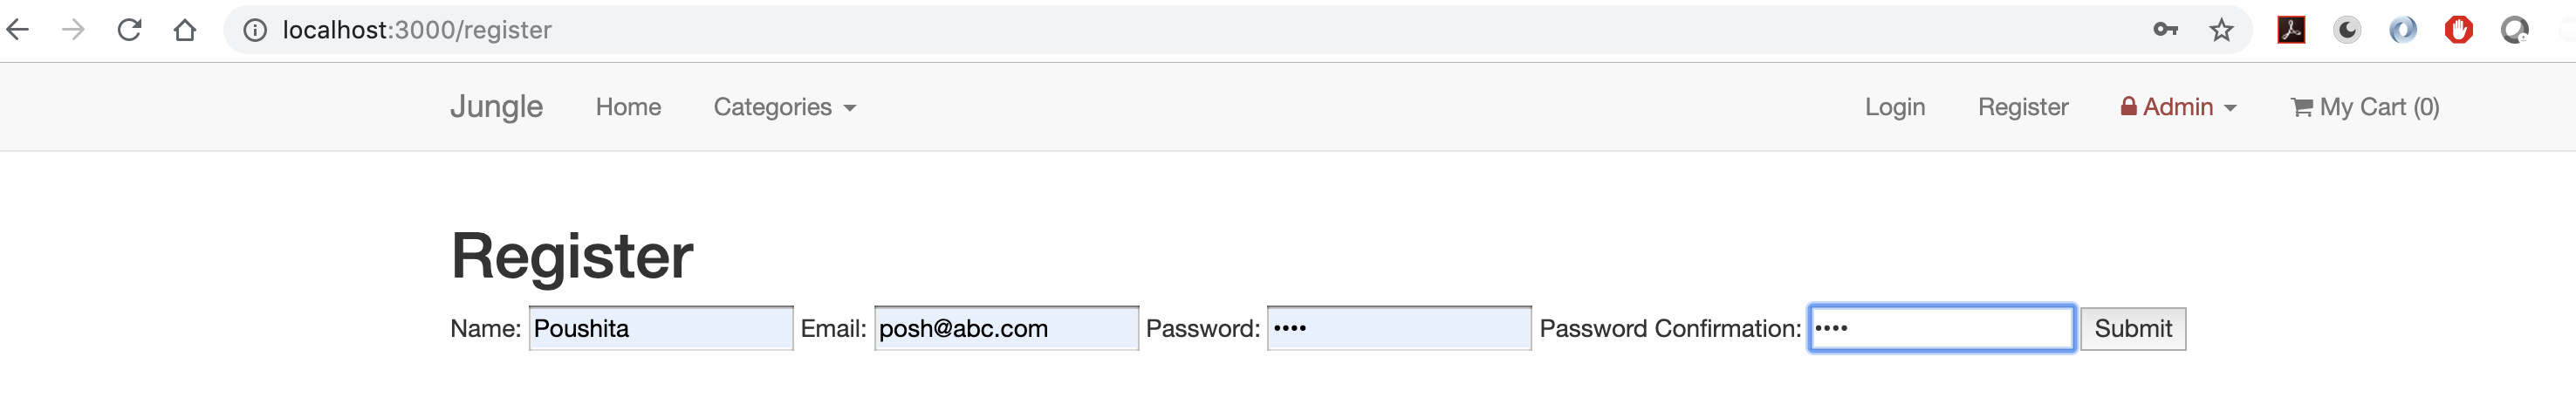 localhost:3000/register
Jungle Home Categories Login Register Admin My Cart (0)
Register
Name: Poushita Email: posh@abc.com Password: •••• Password Confirmation: •••• Submit